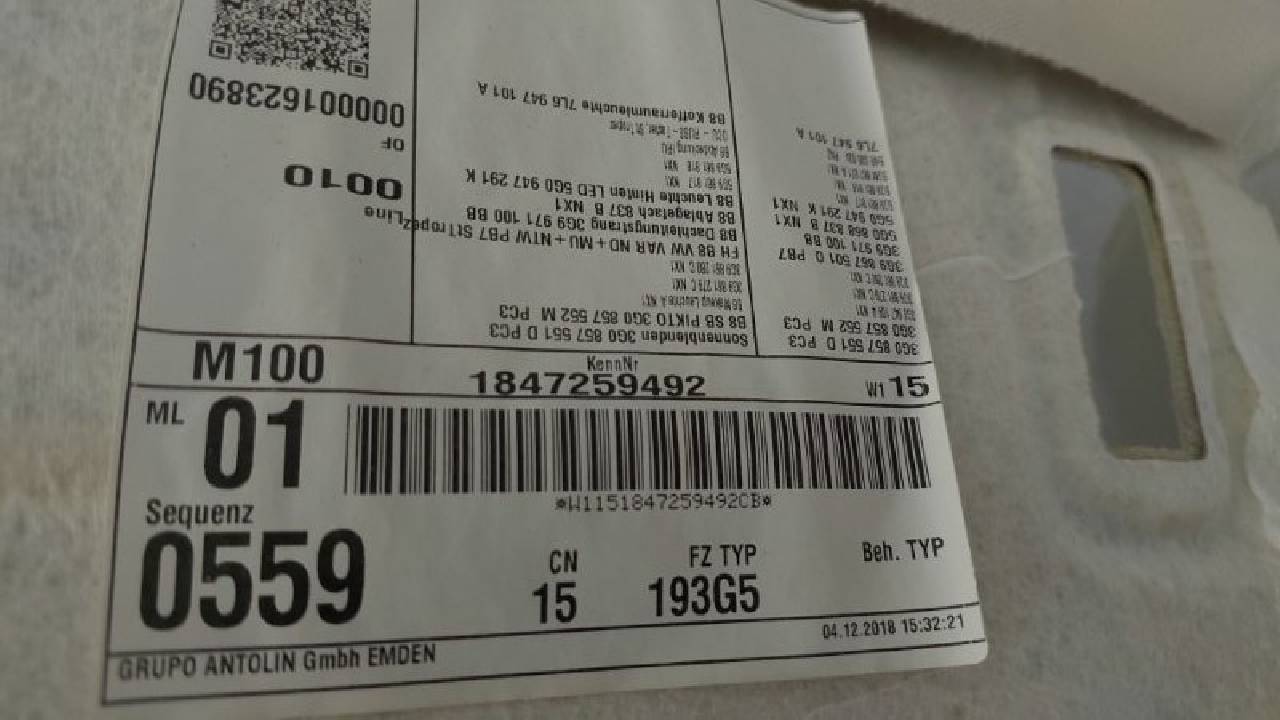 M100
KennNr
1847259492
W1 15
ML 01
*W1151847259492CB*
Sequenz
0559
CN
15
FZ TYP
193G5
Beh. TYP
04.12.2018 15:32:21
GRUPO ANTOLIN Gmbh EMDEN
3G0 857 551 D PC3
3G0 857 552 M PC3
3G9 867 501 Q PB7
3G9 971 100 BB
5G0 868 837 B NX1
5G0 947 291 K NX1
7L6 947 101 A
Sonnenblenden 3G0 857 551 D PC3
B8 SB PIKTO 3G0 857 552 M PC3
FH B8 VW VAR ND+MU+NTW PB7 StTropezLine
B8 Dachleitungstrang 3G9 971 100 BB
B8 Ablagefach 837 B NX1
B8 Leuchte Hinten LED 5G0 947 291 K
B8 Kofferraumleuchte 7L6 947 101 A
0010
OF
000001623890